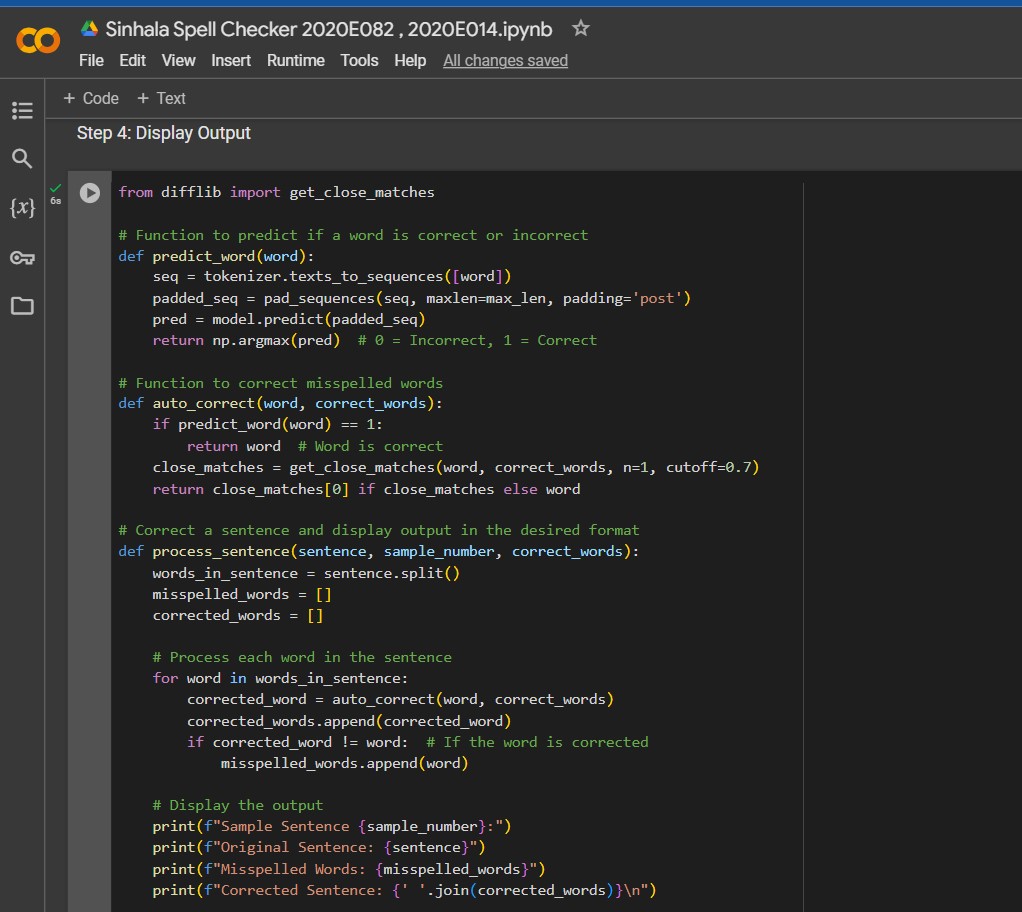 Sinhala Spell Checker 2020E082 , 2020E014.ipynb
File Edit View Insert Runtime Tools Help All changes saved
+ Code + Text
Step 4: Display Output
6s
{x}
from difflib import get_close_matches
# Function to predict if a word is correct or incorrect
def predict_word(word):
    seq = tokenizer.texts_to_sequences([word])
    padded_seq = pad_sequences(seq, maxlen=max_len, padding='post')
    pred = model.predict(padded_seq)
    return np.argmax(pred)  # 0 = Incorrect, 1 = Correct
# Function to correct misspelled words
def auto_correct(word, correct_words):
    if predict_word(word) == 1:
        return word  # Word is correct
    close_matches = get_close_matches(word, correct_words, n=1, cutoff=0.7)
    return close_matches[0] if close_matches else word
# Correct a sentence and display output in the desired format
def process_sentence(sentence, sample_number, correct_words):
    words_in_sentence = sentence.split()
    misspelled_words = []
    corrected_words = []
    # Process each word in the sentence
    for word in words_in_sentence:
        corrected_word = auto_correct(word, correct_words)
        corrected_words.append(corrected_word)
        if corrected_word != word:  # If the word is corrected
            misspelled_words.append(word)
    # Display the output
    print(f"Sample Sentence {sample_number}:")
    print(f"Original Sentence: {sentence}")
    print(f"Misspelled Words: {misspelled_words}")
    print(f"Corrected Sentence: {' '.join(corrected_words)}\n")